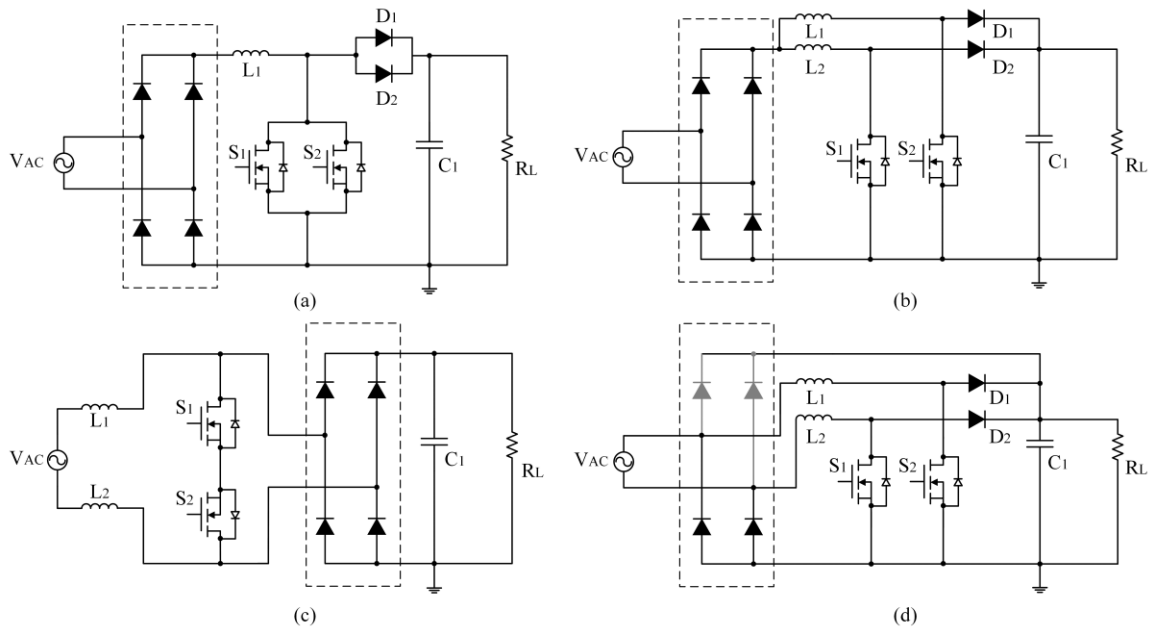 D1
L1
D2
S1
S2
VAC
C1
RL
(a)
L1
D1
L2
D2
S1
S2
VAC
C1
RL
(b)
S1
L1
VAC
C1
RL
L2
S2
(c)
L1
D1
L2
D2
S1
S2
VAC
C1
RL
(d)